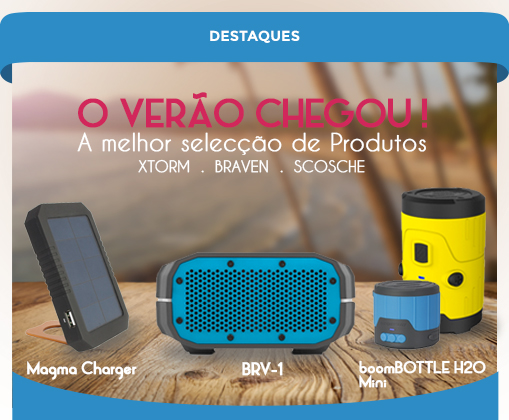 DESTAQUES
O VERÃO CHEGOU!
A melhor selecção de Produtos
XTORM . BRAVEN . SCOSCHE
Magma Charger
BRV-1
boomBOTTLE H2O
Mini